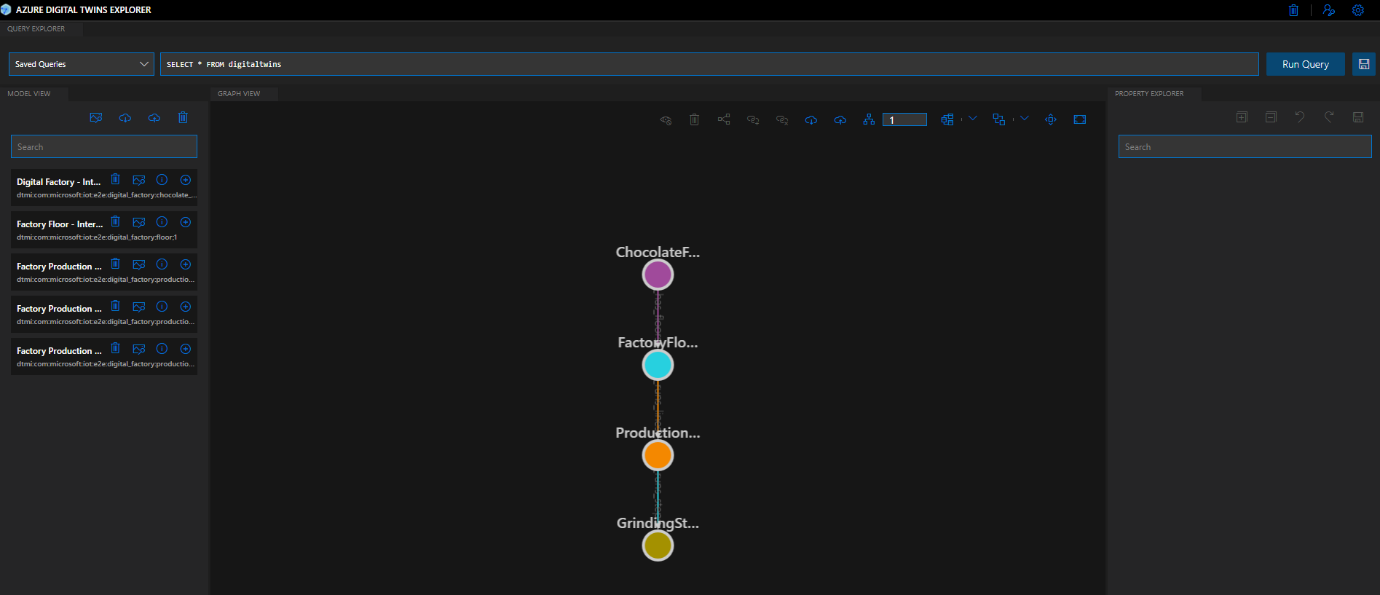 AZURE DIGITAL TWINS EXPLORER
QUERY EXPLORER
Saved Queries
SELECT * FROM digitaltwins
Run Query
MODEL VIEW
GRAPH VIEW
PROPERTY EXPLORER
1
Search
Search
Digital Factory - Int...
dtmi:com:microsoft:iot:e2e:digital_factory:chocolate_...
Factory Floor - Inter...
dtmi:com:microsoft:iot:e2e:digital_factory:floor;1
Factory Production ...
dtmi:com:microsoft:iot:e2e:digital_factory:productio...
Factory Production ...
dtmi:com:microsoft:iot:e2e:digital_factory:productio...
Factory Production ...
dtmi:com:microsoft:iot:e2e:digital_factory:productio...
ChocolateF...
FactoryFlo...
Production...
GrindingSt...